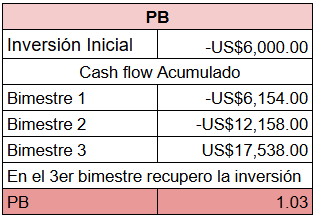 PB
Inversión Inicial -US$6,000.00
Cash flow Acumulado
Bimestre 1 -US$6,154.00
Bimestre 2 -US$12,158.00
Bimestre 3 US$17,538.00
En el 3er bimestre recupero la inversión
PB 1.03